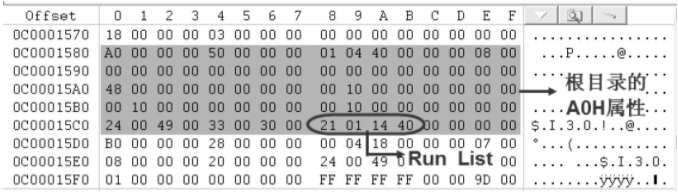 Offset 0 1 2 3 4 5 6 7 8 9 A B C D E F
0C0001570 18 00 00 00 03 00 00 00 00 00 00 00 00 00 00 00 ................
0C0001580 A0 00 00 00 50 00 00 00 01 04 40 00 00 00 08 00 ....P.....@.....
0C0001590 00 00 00 00 00 00 00 00 00 00 00 00 00 00 00 00
0C00015A0 48 00 00 00 00 00 00 00 00 10 00 00 00 00 00 00 根目录的
0C00015B0 00 10 00 00 00 00 00 00 00 10 00 00 00 00 00 00 A0H属性
0C00015C0 24 00 49 00 33 00 30 00 21 01 14 40 00 00 00 00 $.I.3.0.!..@....
0C00015D0 B0 00 00 00 28 00 00 00 00 04 18 00 00 00 07 00 °...(...........
Run List
0C00015E0 08 00 00 00 20 00 00 00 24 00 49 00 .... ...$.I.3.0.
0C00015F0 01 00 00 00 00 00 00 00 FF FF FF FF 00 00 9D 00 ........ÿÿÿÿ..